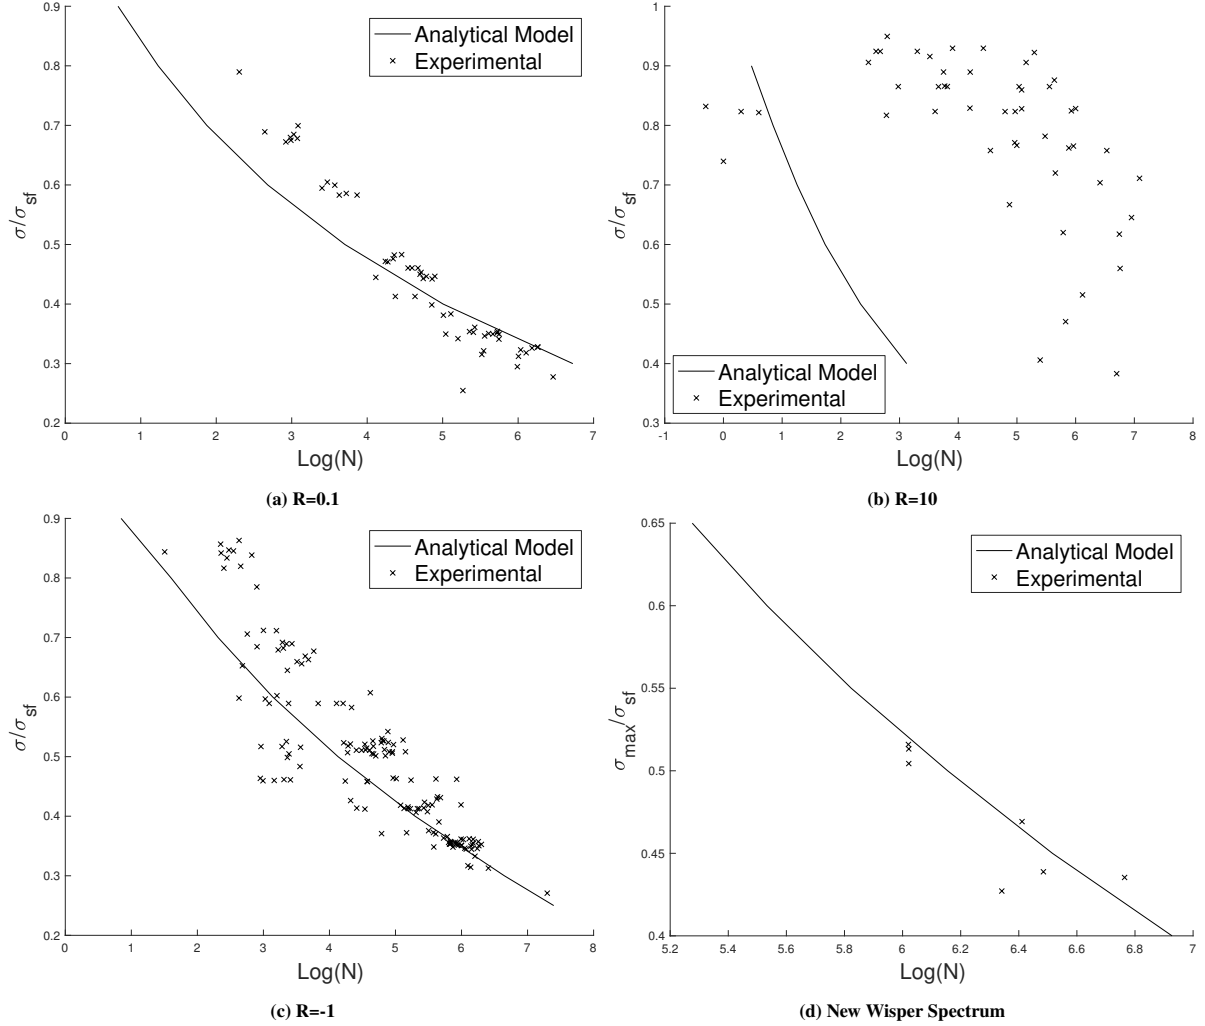 0.9
0.8
0.7
0.6
0.5
0.4
0.3
0.2
σ/σsf
Analytical Model
Experimental
0 1 2 3 4 5 6 7
Log(N)
(a) R=0.1
1
0.9
0.8
0.7
0.6
0.5
0.4
0.3
σ/σsf
Analytical Model
Experimental
-1 0 1 2 3 4 5 6 7 8
Log(N)
(b) R=10
0.9
0.8
0.7
0.6
0.5
0.4
0.3
0.2
σ/σsf
Analytical Model
Experimental
0 1 2 3 4 5 6 7 8
Log(N)
(c) R=-1
0.65
0.6
0.55
0.5
0.45
0.4
σmax/σsf
Analytical Model
Experimental
5.2 5.4 5.6 5.8 6 6.2 6.4 6.6 6.8 7
Log(N)
(d) New Wisper Spectrum